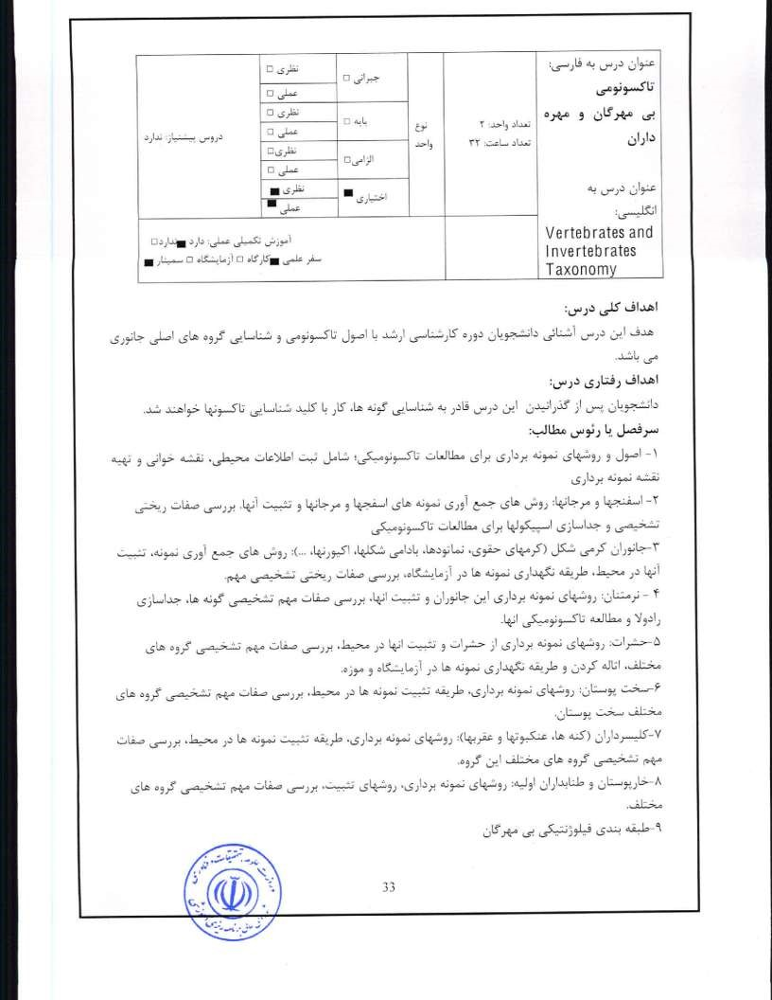 عنوان درس به فارسی:
تاکسونومی
بی مهرگان و مهره
داران
عنوان درس به
انگلیسی:
Vertebrates and
Invertebrates
Taxonomy
تعداد واحد: ۲
تعداد ساعت: ۳۲
نوع
واحد
جبرانی □
نظری □
عملی □
پایه □
نظری □
عملی □
الزامی □
نظری □
عملی □
اختیاری ■
نظری ■
عملی ■
دروس پیشنیاز: ندارد
آموزش تکمیلی عملی: دارد ■ ندارد □
سفر علمی ■ کارگاه □ آزمایشگاه □ سمینار ■
اهداف کلی درس:
هدف این درس آشنائی دانشجویان دوره کارشناسی ارشد با اصول تاکسونومی و شناسایی گروه های اصلی جانوری
می باشد.
اهداف رفتاری درس:
دانشجویان پس از گذرانیدن این درس قادر به شناسایی گونه ها، کار با کلید شناسایی تاکسونها خواهند شد.
سرفصل یا رئوس مطالب:
۱- اصول و روشهای نمونه برداری برای مطالعات تاکسونومیکی؛ شامل ثبت اطلاعات محیطی، نقشه خوانی و تهیه
نقشه نمونه برداری
۲- اسفنجها و مرجانها: روش های جمع آوری نمونه های اسفجها و مرجانها و تثبیت آنها. بررسی صفات ریختی
تشخیصی و جداسازی اسپیکولها برای مطالعات تاکسونومیکی
۳-جانوران کرمی شکل (کرمهای حقوی، نماتودها، بادامی شکلها، اکیورنها، ...): روش های جمع آوری نمونه، تثبیت
آنها در محیط، طریقه نگهداری نمونه ها در آزمایشگاه، بررسی صفات ریختی تشخیصی مهم.
۴ - نرمتنان: روشهای نمونه برداری این جانوران و تثبیت انها، بررسی صفات مهم تشخیصی گونه ها، جداسازی
رادولا و مطالعه تاکسونومیکی انها.
۵-حشرات: روشهای نمونه برداری از حشرات و تثبیت انها در محیط، بررسی صفات مهم تشخیصی گروه های
مختلف، اتاله کردن و طریقه نگهداری نمونه ها در آزمایشگاه و موزه.
۶-سخت پوستان: روشهای نمونه برداری، طریقه تثبیت نمونه ها در محیط، بررسی صفات مهم تشخیصی گروه های
مختلف سخت پوستان.
۷-کلیسرداران (کنه ها، عنکبوتها و عقربها): روشهای نمونه برداری، طریقه تثبیت نمونه ها در محیط، بررسی صفات
مهم تشخیصی گروه های مختلف این گروه.
۸-خارپوستان و طنابداران اولیه: روشهای نمونه برداری، روشهای تثبیت، بررسی صفات مهم تشخیصی گروه های
مختلف.
۹-طبقه بندی فیلوژنتیکی بی مهرگان
33
وزارت علوم، تحقیقات و فناوری